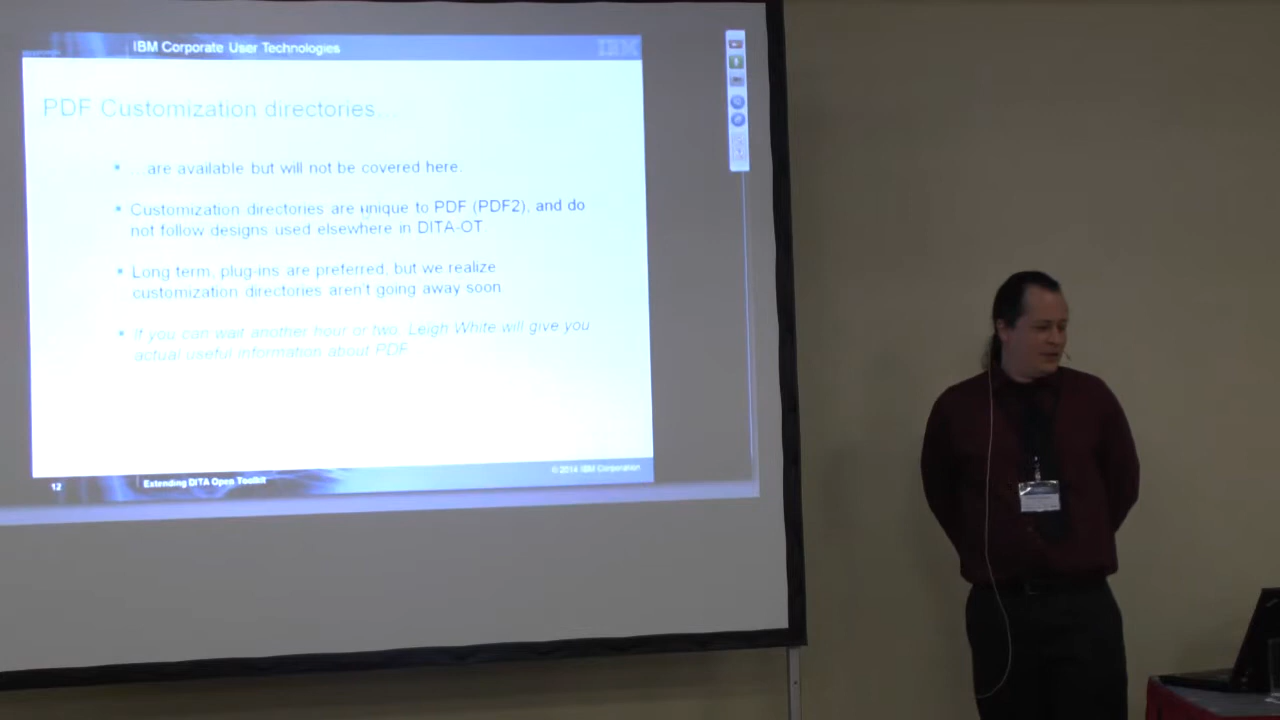 IBM Corporate User Technologies
IBM
PDF Customization directories…
…are available but will not be covered here.
Customization directories are unique to PDF (PDF2), and do
not follow designs used elsewhere in DITA-OT
Long term, plug-ins are preferred, but we realize
customization directories aren't going away soon
If you can wait another hour or two, Leigh White will give you
actual useful information about PDF
12
Extending DITA Open Toolkit
© 2014 IBM Corporation